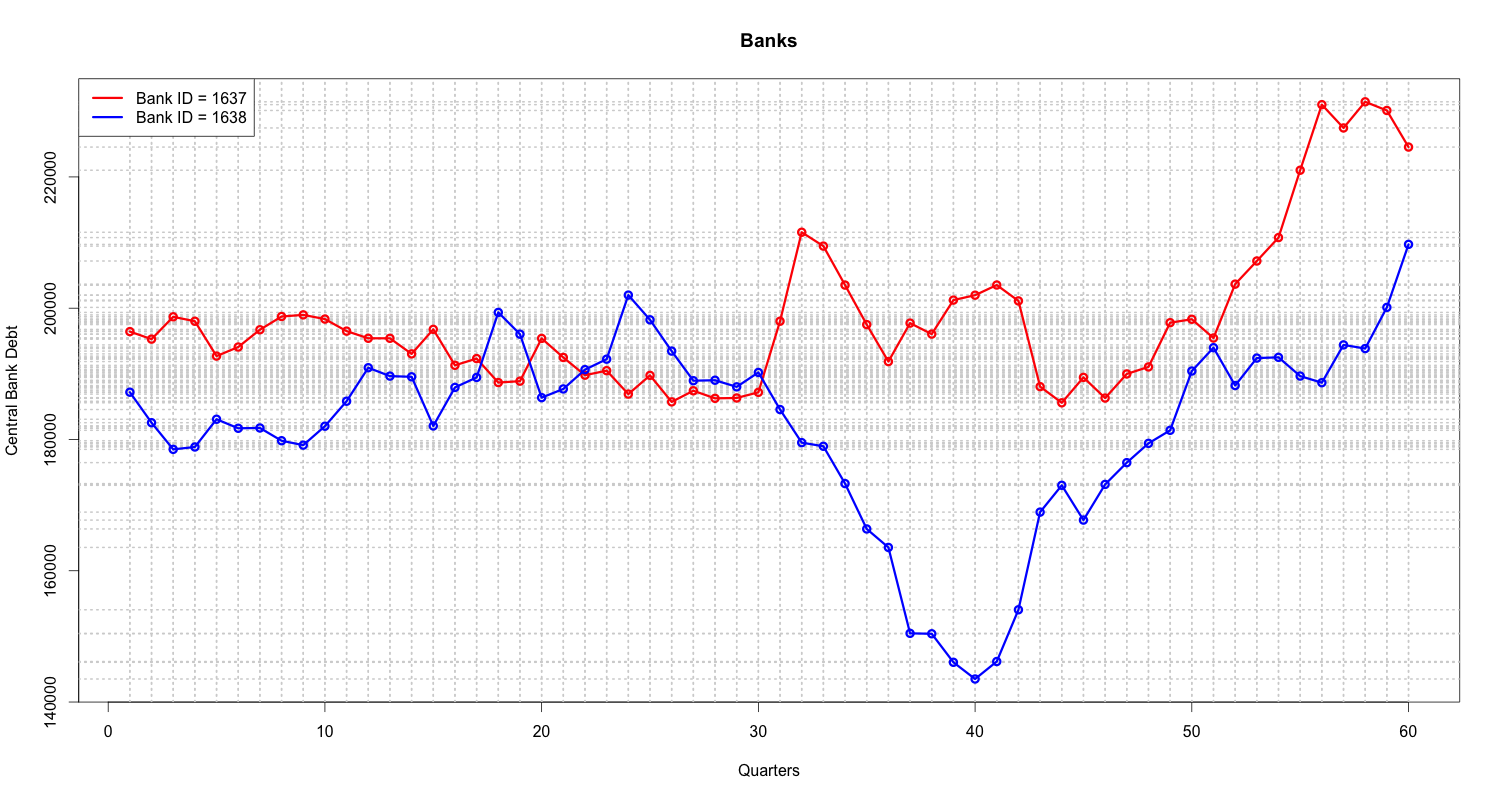 Banks
Bank ID = 1637
Bank ID = 1638
Central Bank Debt
220000
200000
180000
160000
140000
0 10 20 30 40 50 60
Quarters